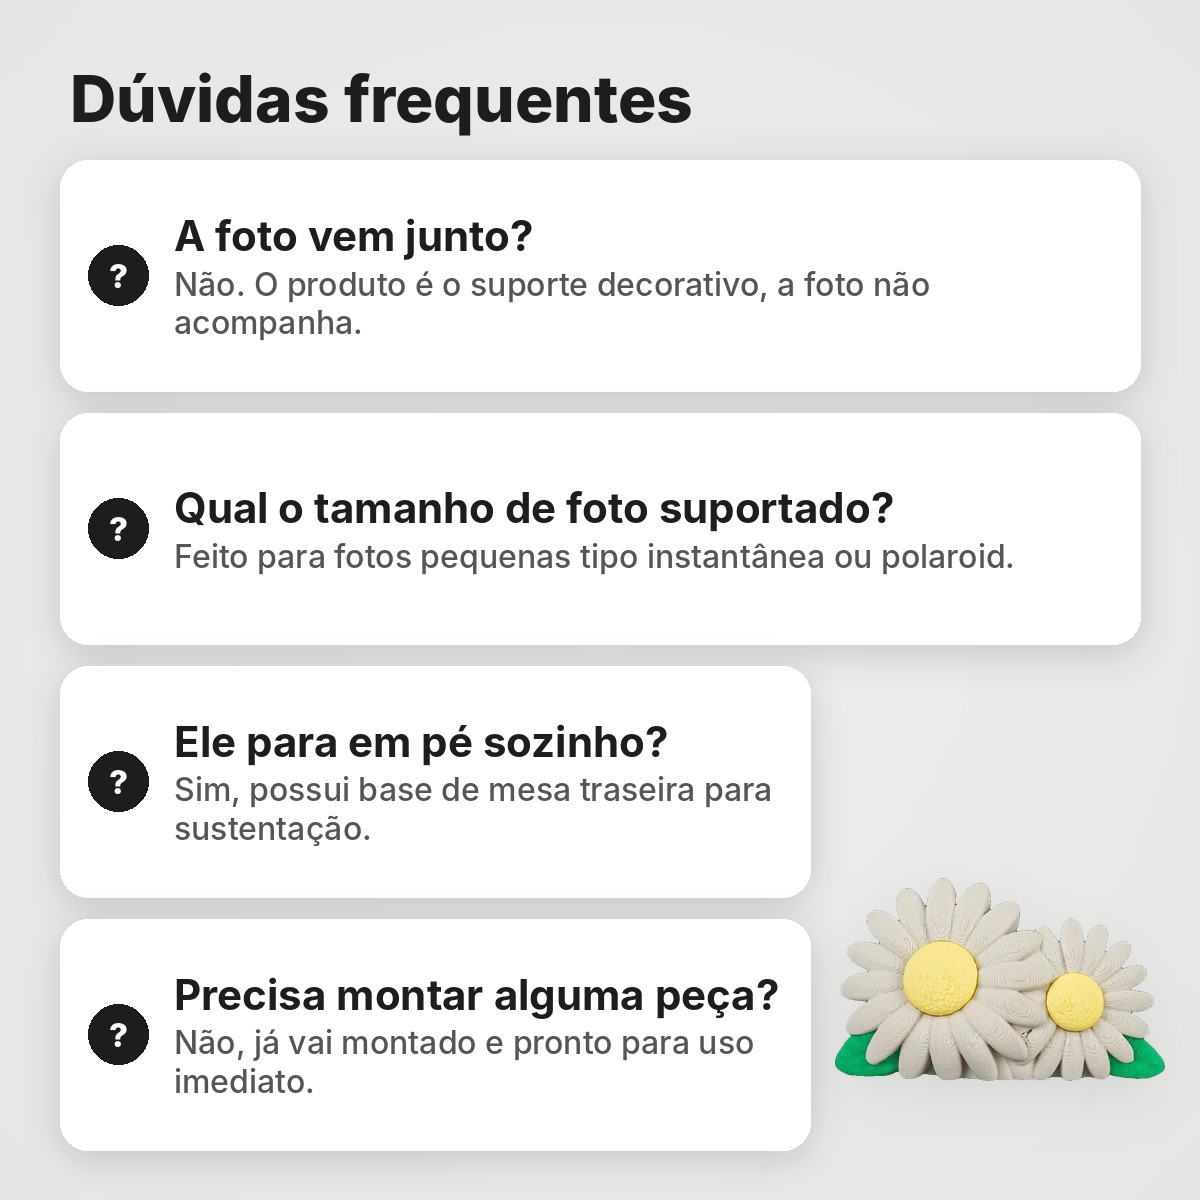 Dúvidas frequentes
?
A foto vem junto?
Não. O produto é o suporte decorativo, a foto não
acompanha.
?
Qual o tamanho de foto suportado?
Feito para fotos pequenas tipo instantânea ou polaroid.
?
Ele para em pé sozinho?
Sim, possui base de mesa traseira para
sustentação.
?
Precisa montar alguma peça?
Não, já vai montado e pronto para uso
imediato.